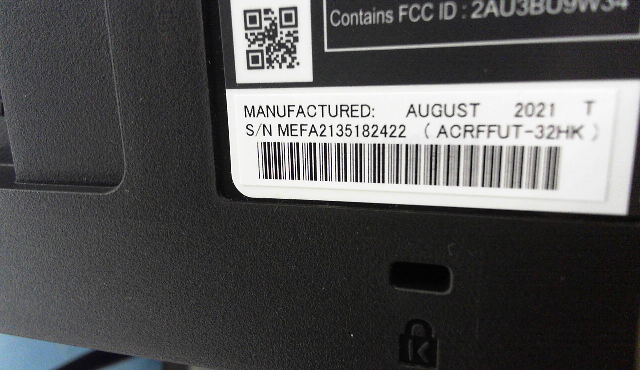 Contains FCC ID : 2AU3BU9W34
MANUFACTURED: AUGUST 2021 T
S/N MEFA2135182422 ( ACRFFUT-32HK )
K